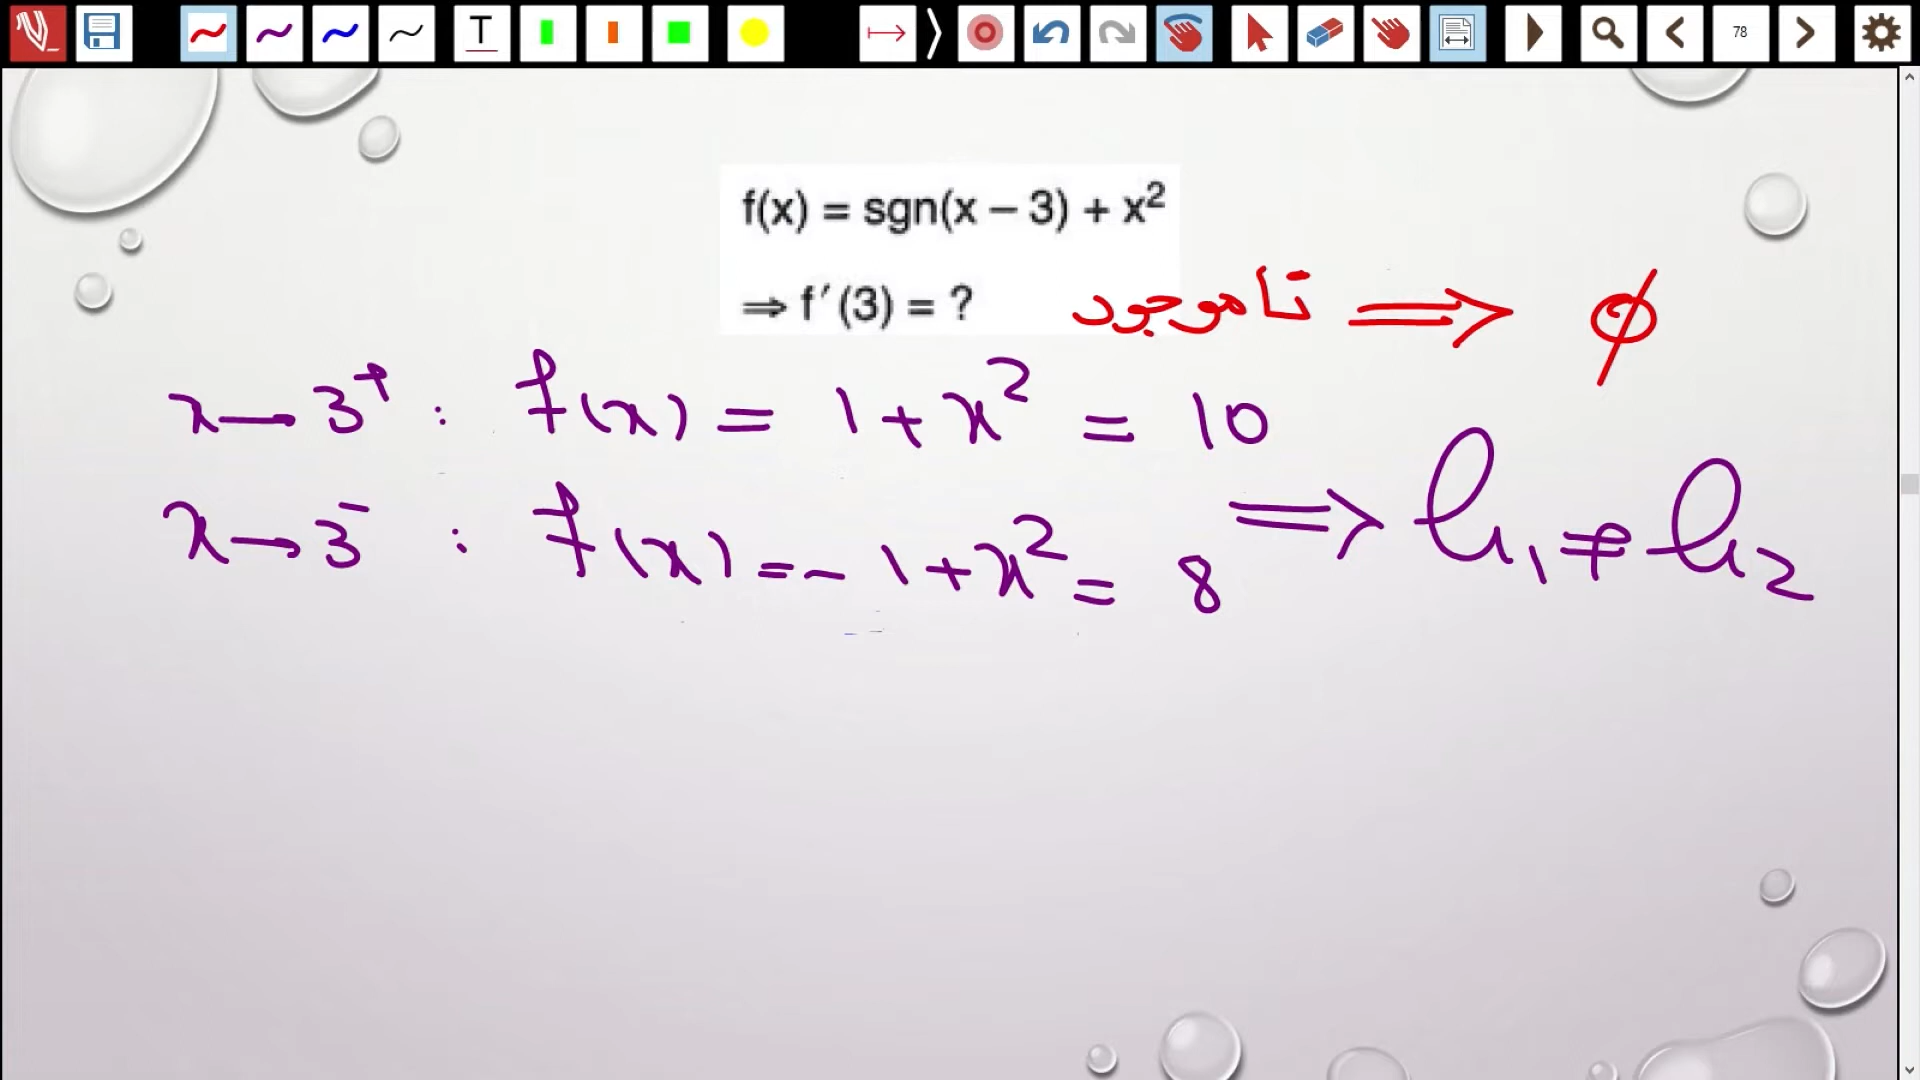 T
78
f(x) = sgn(x − 3) + x²
⇒ f′(3) = ? ناموجود ⟹ ∅
x → 3⁺ : f(x) = 1 + x² = 10
x → 3⁻ : f(x) = - 1 + x² = 8 ⟹ l₁ ≠ l₂